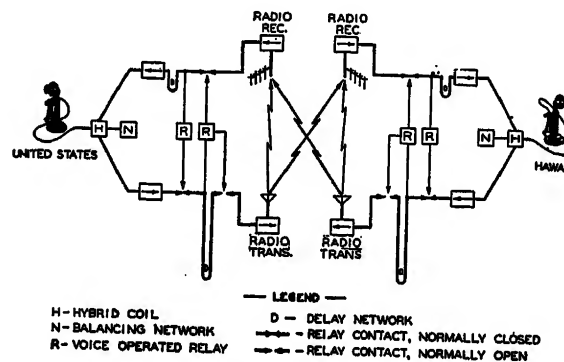 RADIO
REC.
RADIO
REC.
H
N
R
R
R
R
N
H
UNITED STATES
HAWA
RADIO
TRANS.
RADIO
TRANS
LEGEND
H-HYBRID COIL
N-BALANCING NETWORK
R-VOICE OPERATED RELAY
D - DELAY NETWORK
- RELAY CONTACT, NORMALLY CLOSED
- RELAY CONTACT, NORMALLY OPEN